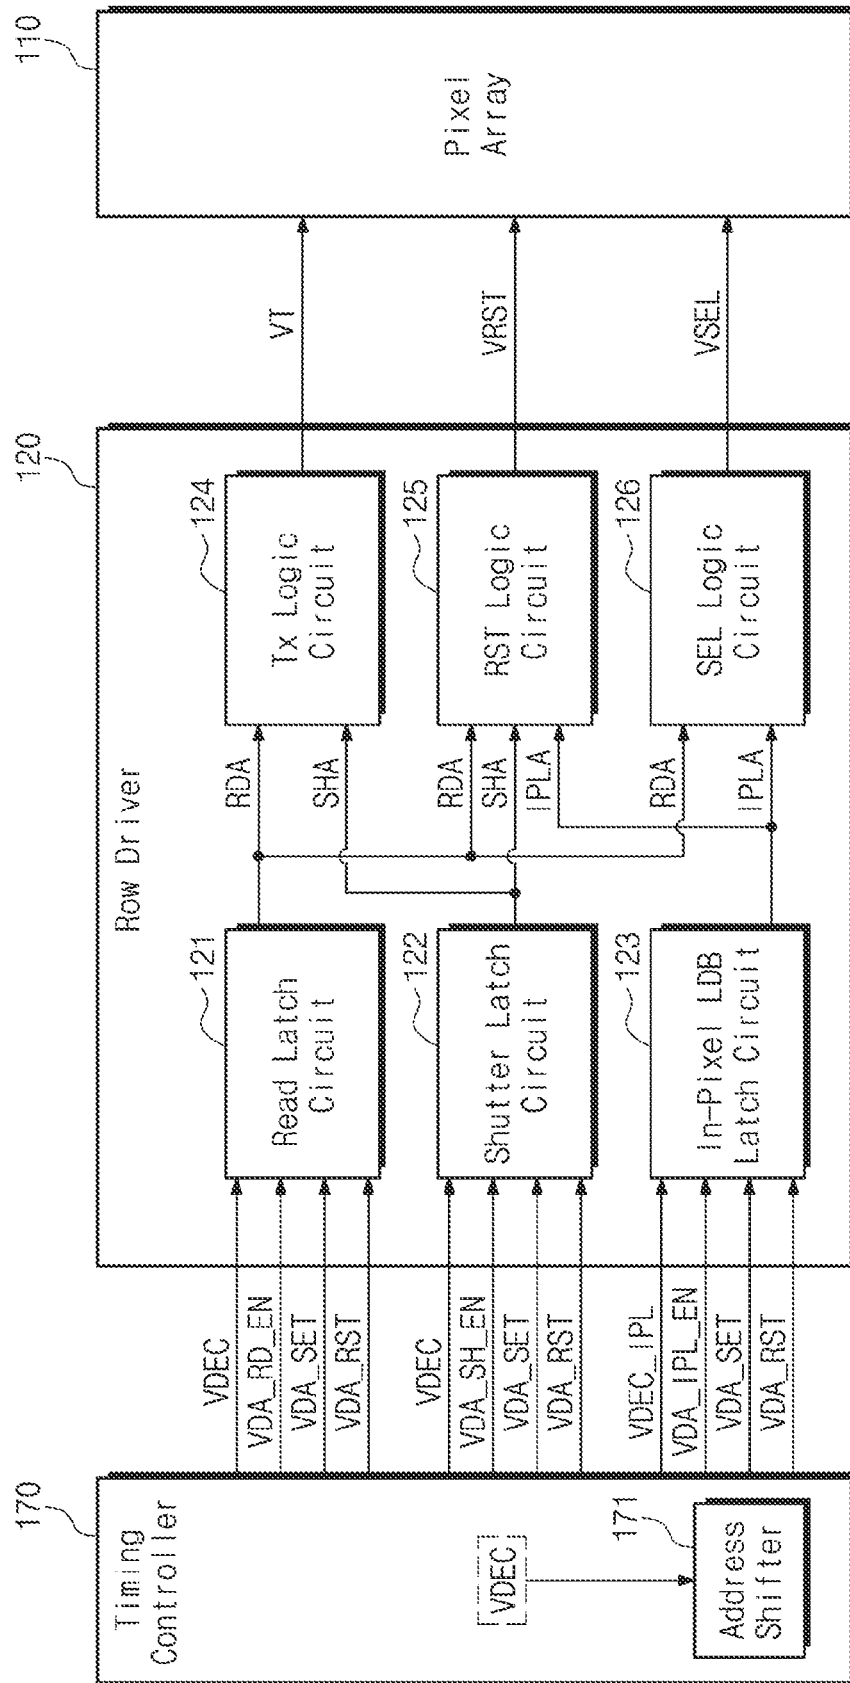 170
Timing
Controller
VDEC
171
Address
Shifter
VDEC
VDA_RD_EN
VDA_SET
VDA_RST
VDEC
VDA_SH_EN
VDA_SET
VDA_RST
VDEC_IPL
VDA_IPL_EN
VDA_SET
VDA_RST
120
Row Driver
121
Read Latch
Circuit
122
Shutter Latch
Circuit
123
In-Pixel LDB
Latch Circuit
RDA
SHA
RDA
SHA
IPLA
RDA
IPLA
124
Tx Logic
Circuit
125
RST Logic
Circuit
126
SEL Logic
Circuit
VT
VRST
VSEL
110
Pixel
Array